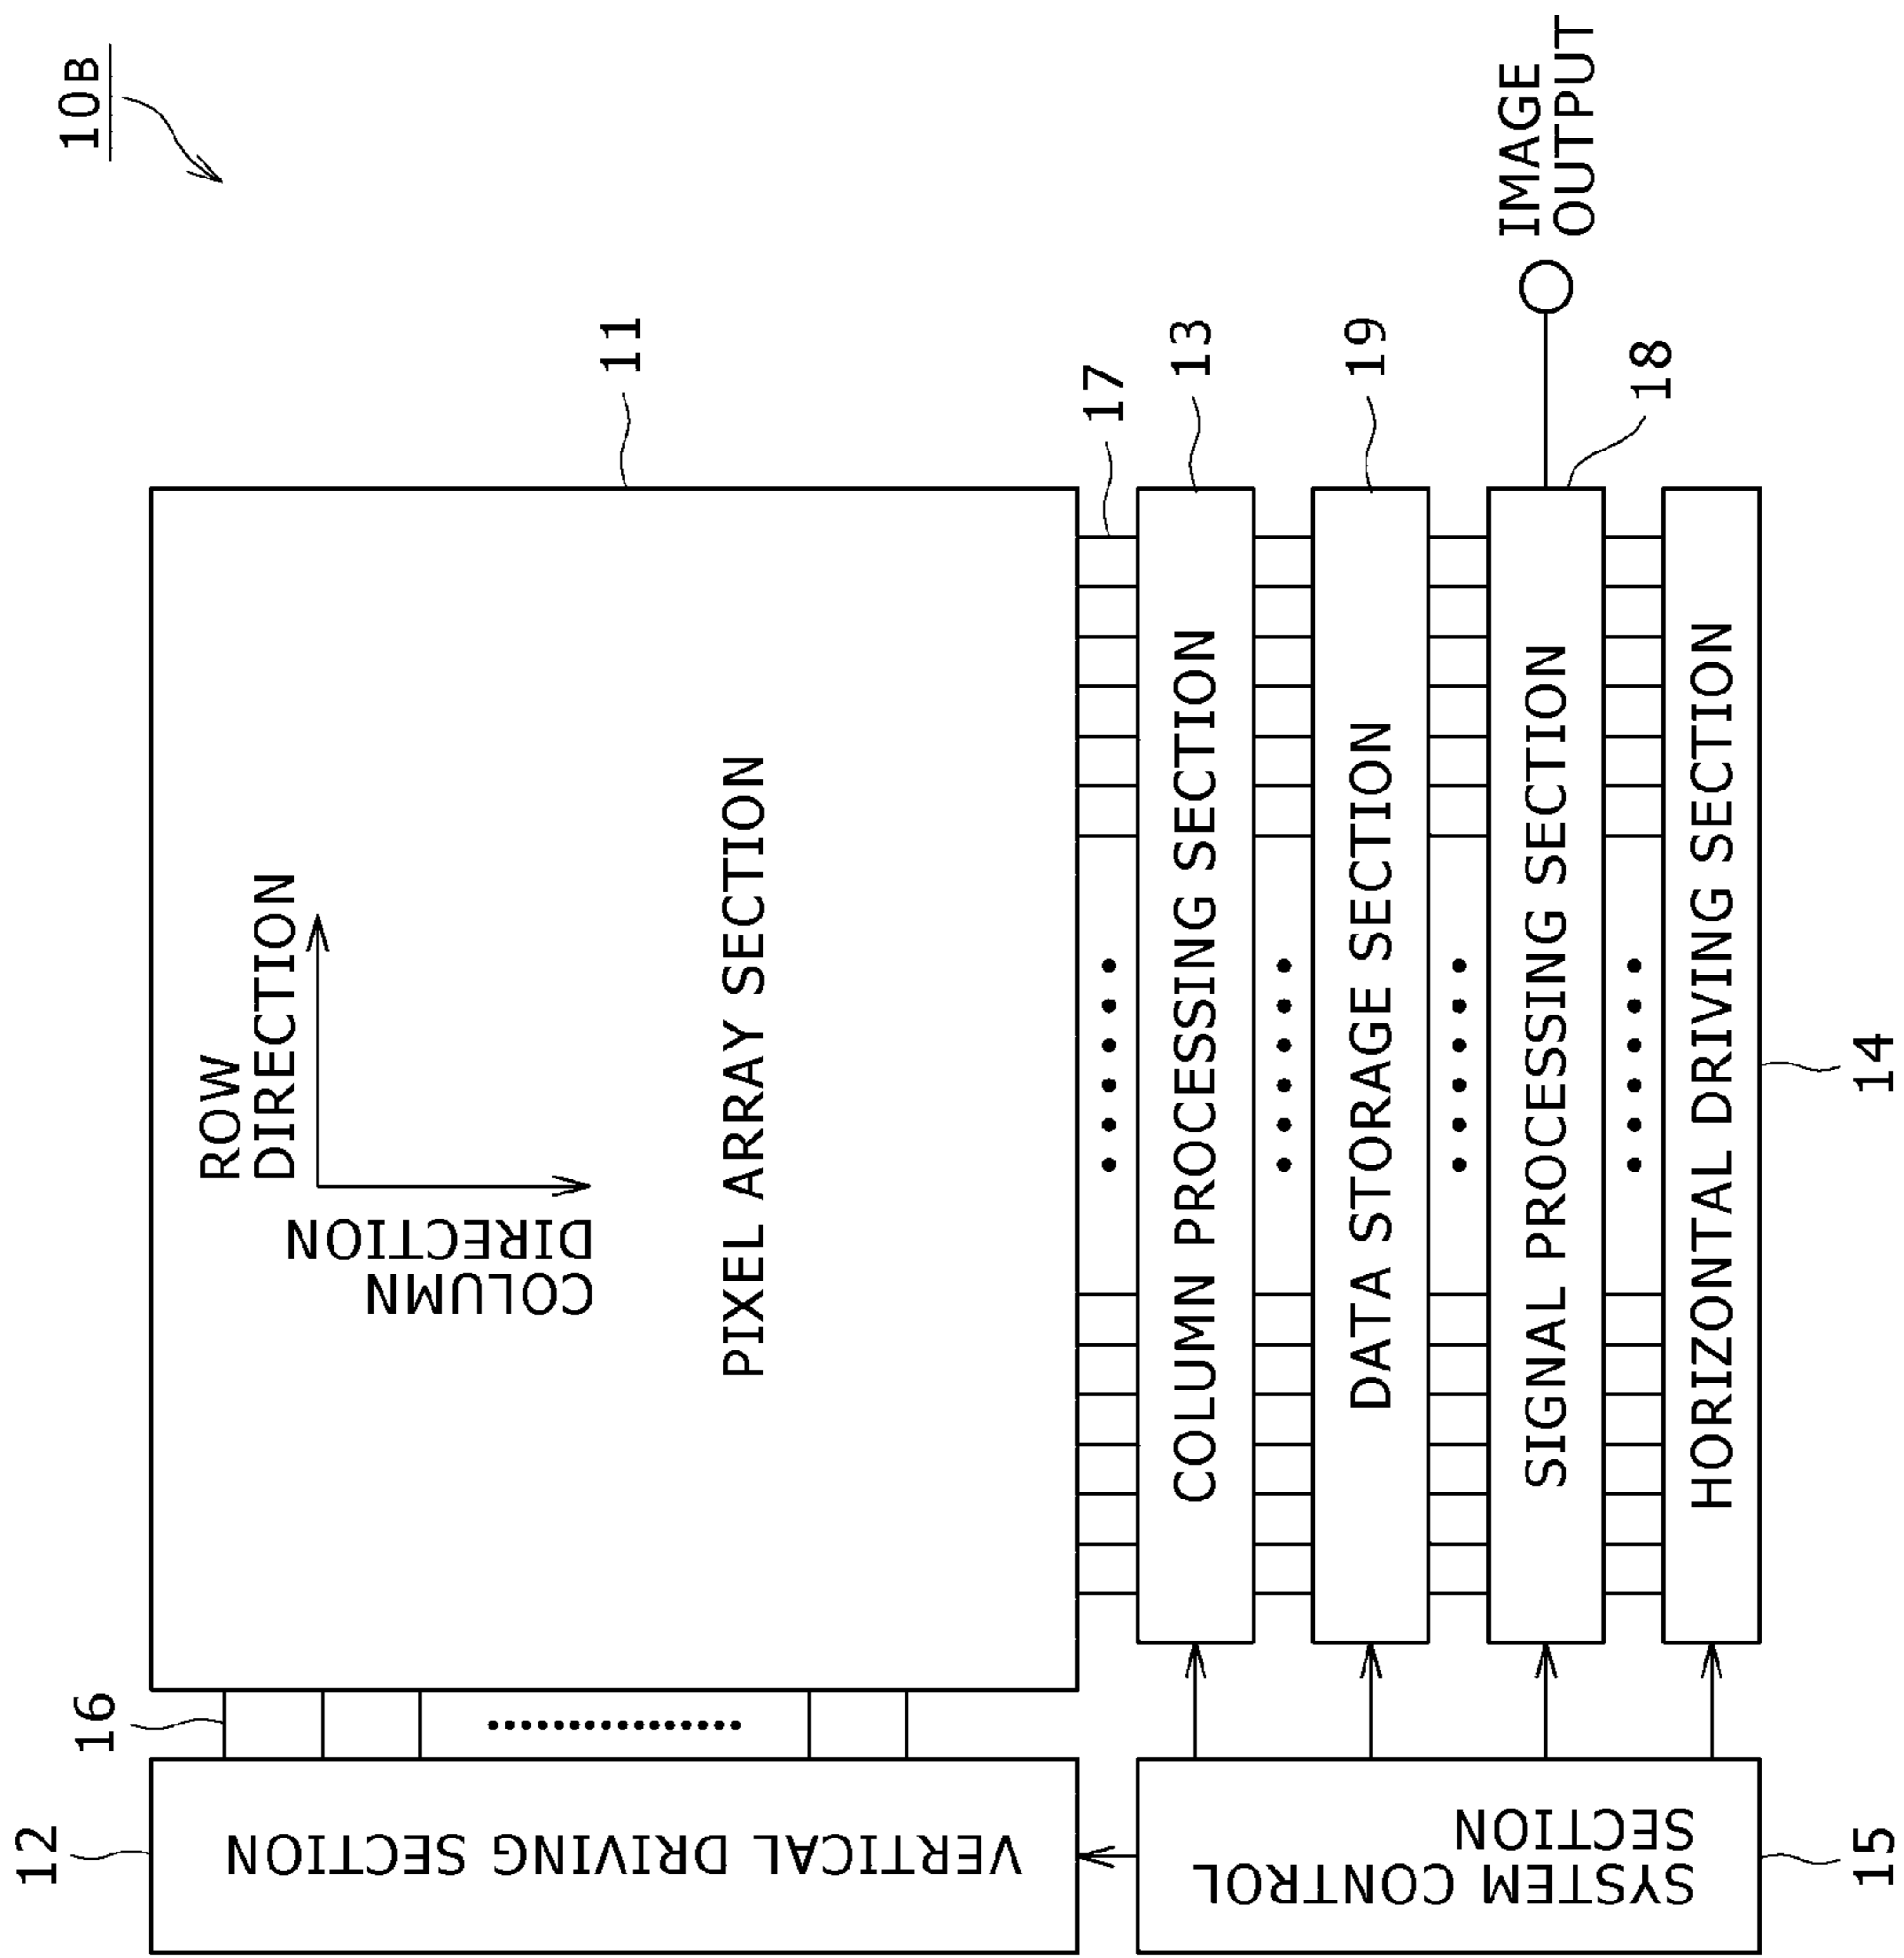 10B
ROW
DIRECTION
COLUMN
DIRECTION
PIXEL ARRAY SECTION
11
16
12
VERTICAL DRIVING SECTION
17
COLUMN PROCESSING SECTION
13
DATA STORAGE SECTION
19
SIGNAL PROCESSING SECTION
18
IMAGE
OUTPUT
HORIZONTAL DRIVING SECTION
14
SYSTEM CONTROL
SECTION
15